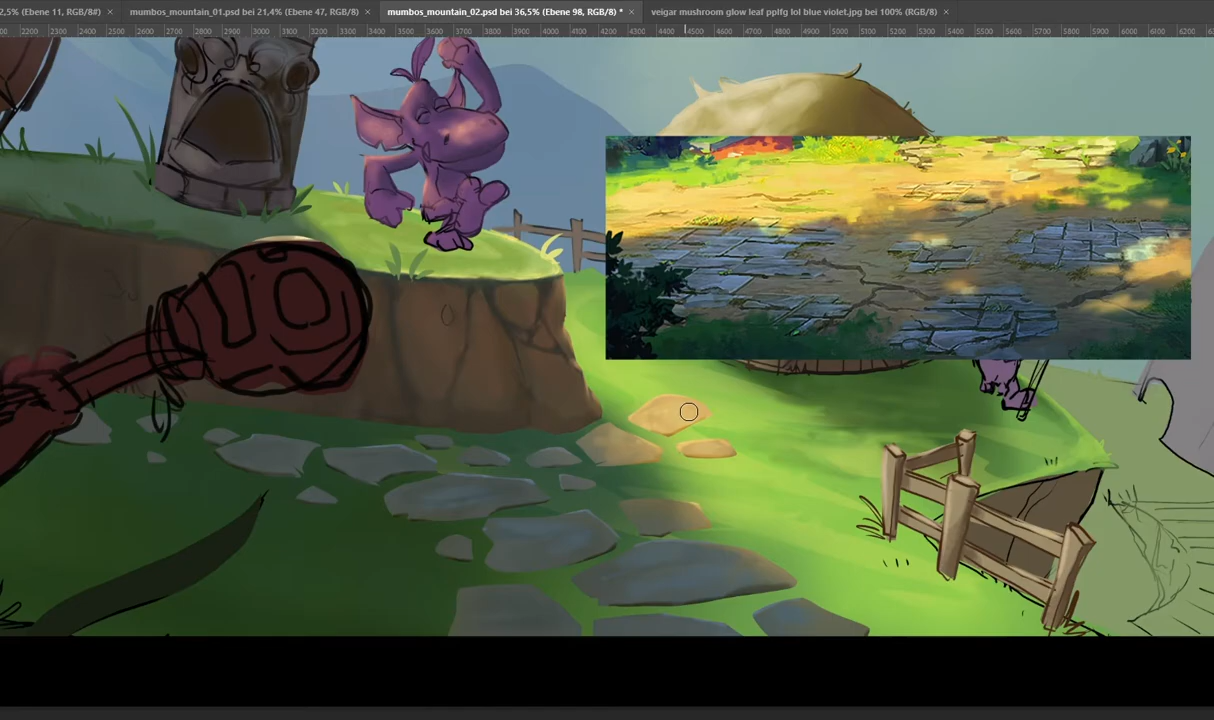 2,5% (Ebene 11, RGB/8#) × mumbos_mountain_01.psd bei 21,4% (Ebene 47, RGB/8) × mumbos_mountain_02.psd bei 36,5% (Ebene 98, RGB/8) * × veigar mushroom glow leaf pplfg lol blue violet.jpg bei 100% (RGB/8) ×
00 2200 2300 2400 2500 2600 2700 2800 2900 3000 3100 3200 3300 3400 3500 3600 3700 3800 3900 4000 4100 4200 4300 4400 4500 4600 4700 4800 4900 5000 5100 5200 5300 5400 5500 5600 5700 5800 5900 6000 6100 6200 63